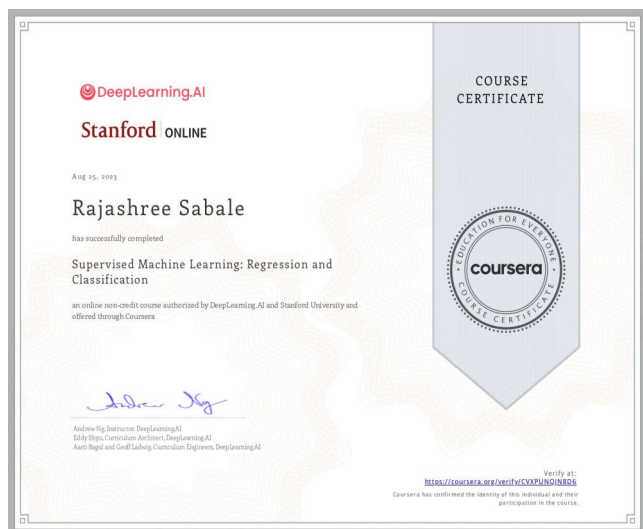 DeepLearning.AI
Stanford ONLINE
Aug 25, 2023
Rajashree Sabale
has successfully completed
Supervised Machine Learning: Regression and
Classification
an online non-credit course authorized by DeepLearning.AI and Stanford University and
offered through Coursera
Andrew Ng
Andrew Ng, Instructor, DeepLearning.AI
Eddy Shyu, Curriculum Architect, DeepLearning.AI
Aarti Bagul and Geoff Ladwig, Curriculum Engineers, DeepLearning.AI
COURSE
CERTIFICATE
EDUCATION FOR EVERYONE
coursera
COURSE CERTIFICATE
Verify at:
https://coursera.org/verify/CVXPUNQJN8D6
Coursera has confirmed the identity of this individual and their
participation in the course.